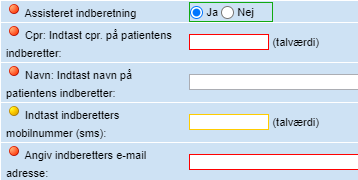 Assisteret indberetning
Ja Nej
Cpr: Indtast cpr. på patientens
indberetter:
(talværdi)
Navn: Indtast navn på
patientens indberetter:
Indtast indberetters
mobilnummer (sms):
(talværdi)
Angiv indberetters e-mail
adresse: